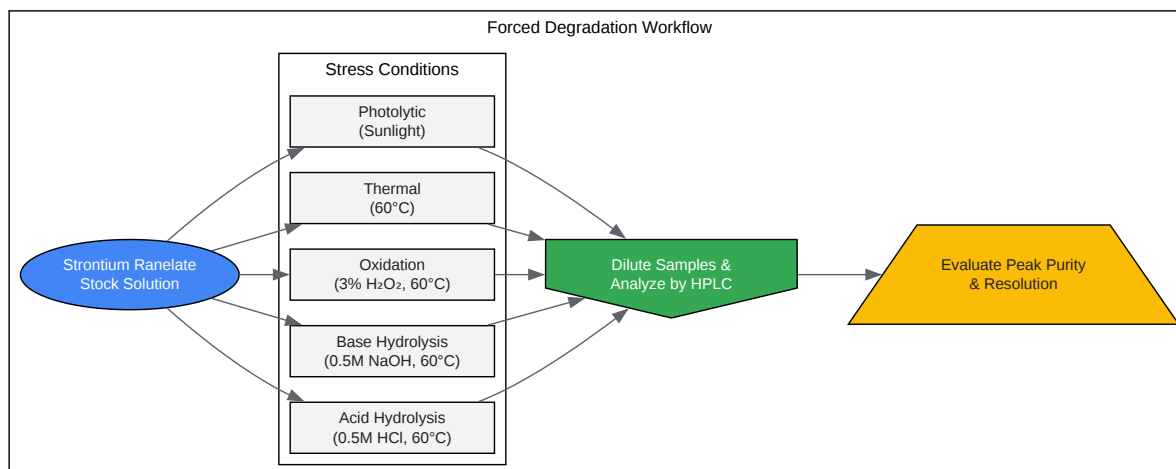 Forced Degradation Workflow
Stress Conditions
Photolytic
(Sunlight)
Thermal
(60°C)
Strontium Ranelate
Stock Solution
Oxidation
(3% H₂O₂, 60°C)
Dilute Samples &
Analyze by HPLC
Evaluate Peak Purity
& Resolution
Base Hydrolysis
(0.5M NaOH, 60°C)
Acid Hydrolysis
(0.5M HCl, 60°C)